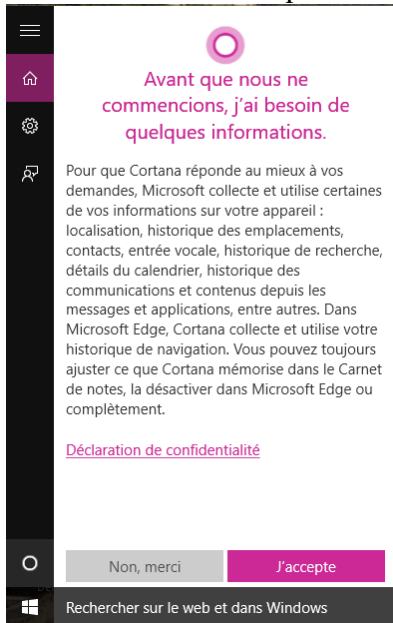 Avant que nous ne
commencions, j'ai besoin de
quelques informations.
Pour que Cortana réponde au mieux à vos
demandes, Microsoft collecte et utilise certaines
de vos informations sur votre appareil :
localisation, historique des emplacements,
contacts, entrée vocale, historique de recherche,
détails du calendrier, historique des
communications et contenus depuis les
messages et applications, entre autres. Dans
Microsoft Edge, Cortana collecte et utilise votre
historique de navigation. Vous pouvez toujours
ajuster ce que Cortana mémorise dans le Carnet
de notes, la désactiver dans Microsoft Edge ou
complètement.
Déclaration de confidentialité
Non, merci
J'accepte
Rechercher sur le web et dans Windows